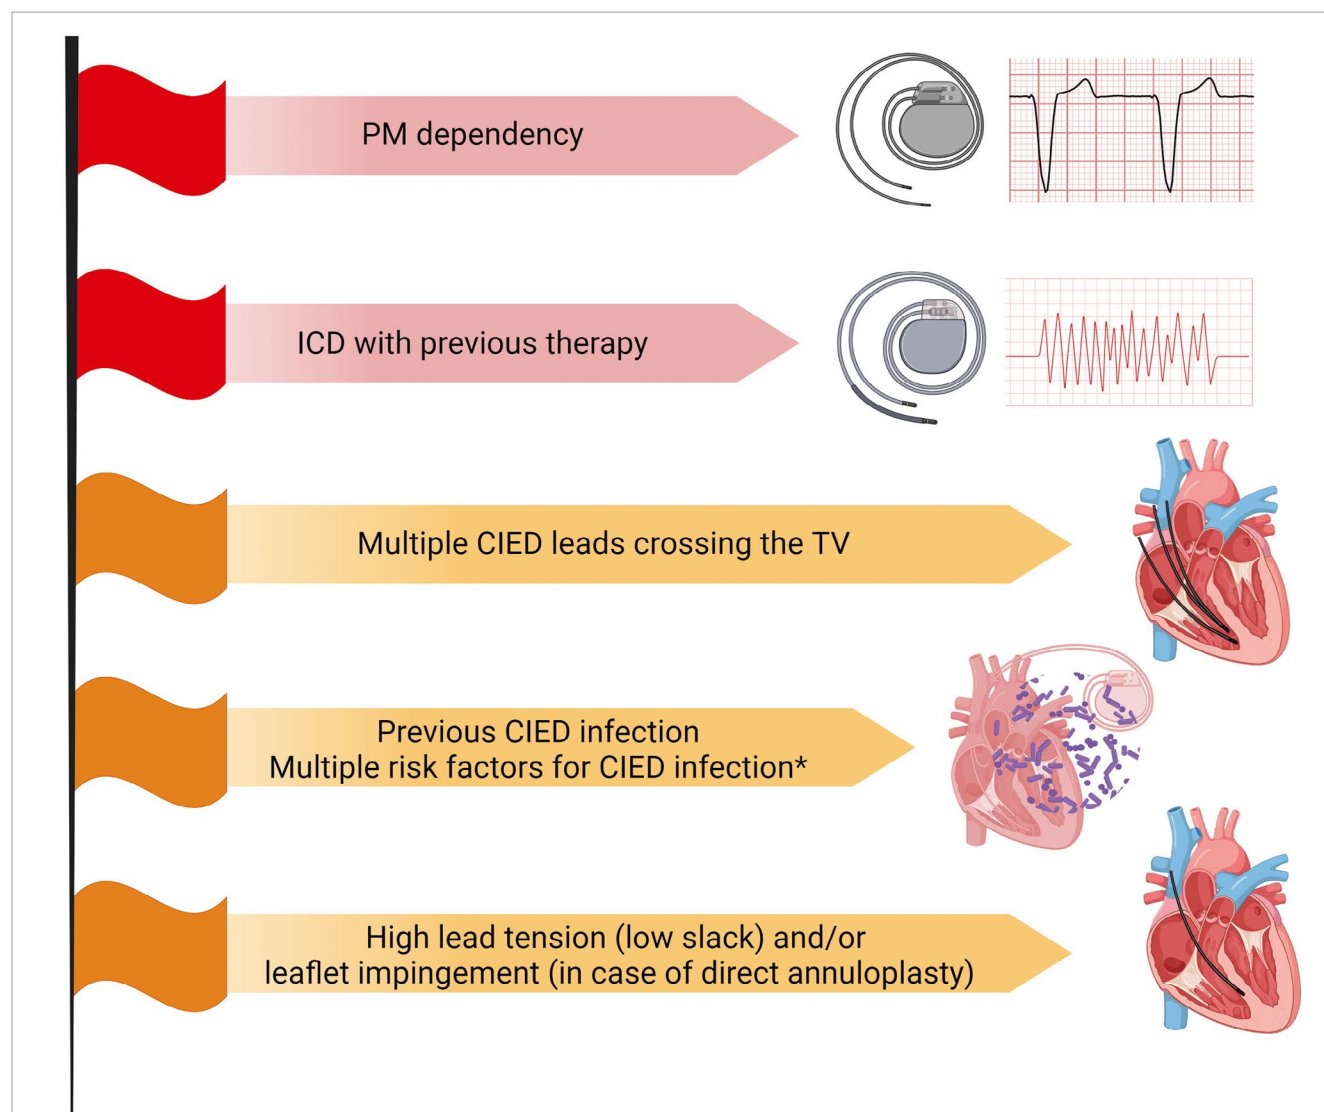 PM dependency
ICD with previous therapy
Multiple CIED leads crossing the TV
Previous CIED infection
Multiple risk factors for CIED infection*
High lead tension (low slack) and/or
leaflet impingement (in case of direct annuloplasty)